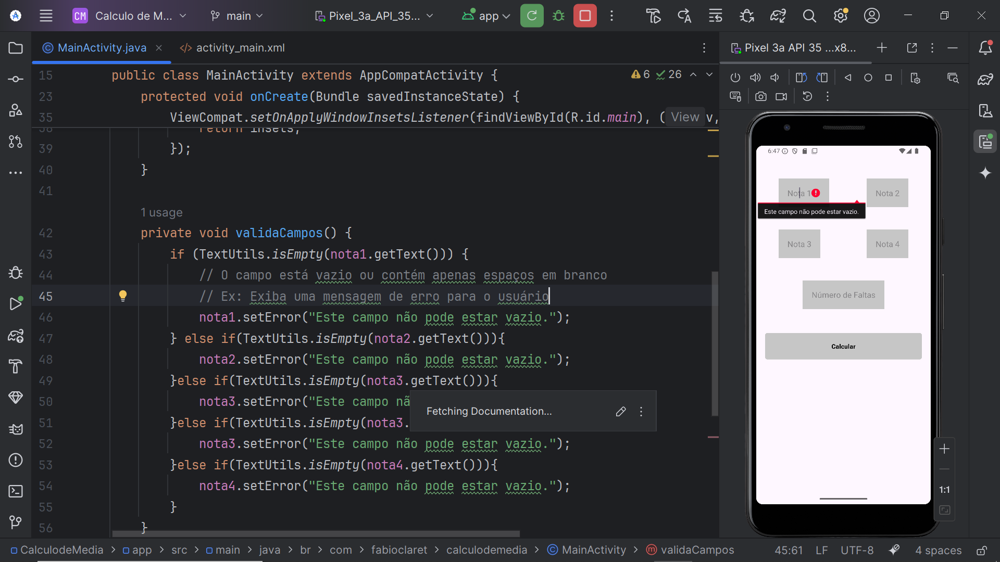 CM Calculo de M... main Pixel_3a_API_35... app
MainActivity.java activity_main.xml
Pixel 3a API 35 ...x8...
15 public class MainActivity extends AppCompatActivity {
6 26
23 protected void onCreate(Bundle savedInstanceState) {
35 ViewCompat.setOnApplyWindowInsetsListener(findViewById(R.id.main), ( View v,
38 return insets;
39 });
40 }
41
1 usage
42 private void validaCampos() {
43 if (TextUtils.isEmpty(nota1.getText())) {
44 // O campo está vazio ou contém apenas espaços em branco
45 // Ex: Exiba uma mensagem de erro para o usuário
46 nota1.setError("Este campo não pode estar vazio.");
47 } else if(TextUtils.isEmpty(nota2.getText())){
48 nota2.setError("Este campo não pode estar vazio.");
49 }else if(TextUtils.isEmpty(nota3.getText())){
50 nota3.setError("Este campo nã
Fetching Documentation...
51 }else if(TextUtils.isEmpty(nota3.
52 nota3.setError("Este campo não pode estar vazio.");
53 }else if(TextUtils.isEmpty(nota4.getText())){
54 nota4.setError("Este campo não pode estar vazio.");
55 }
56 }
6:47
Nota 1 Nota 2
Este campo não pode estar vazio.
Nota 3 Nota 4
Número de Faltas
Calcular
1:1
CalculodeMedia > app > src > main > java > br > com > fabioclaret > calculodemedia > MainActivity > validaCampos
45:61 LF UTF-8 4 spaces